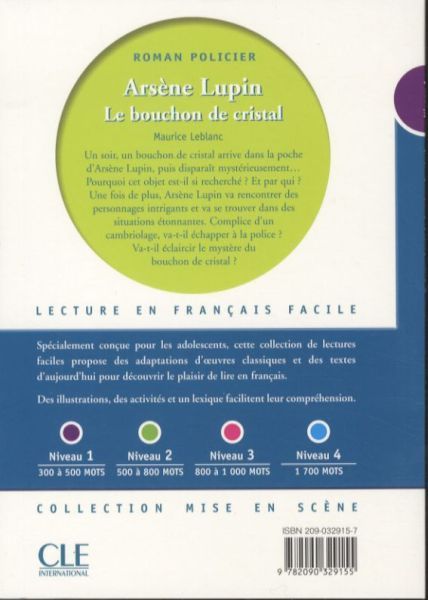 ROMAN POLICIER
Arsène Lupin
Le bouchon de cristal
Maurice Leblanc
Un soir, un bouchon de cristal arrive dans la poche
d'Arsène Lupin, puis disparaît mystérieusement…
Pourquoi cet objet est-il si recherché ? Et par qui ?
Une fois de plus, Arsène Lupin va rencontrer des
personnages intrigants et va se trouver dans des
situations étonnantes. Complice d'un
cambriolage, va-t-il échapper à la police ?
Va-t-il éclaircir le mystère du
bouchon de cristal ?
LECTURE EN FRANÇAIS FACILE
Spécialement conçue pour les adolescents, cette collection de lectures
faciles propose des adaptations d'œuvres classiques et des textes
d'aujourd'hui pour découvrir le plaisir de lire en français.
Des illustrations, des activités et un lexique facilitent leur compréhension.
Niveau 1 Niveau 2 Niveau 3 Niveau 4
300 à 500 MOTS 500 à 800 MOTS 800 à 1 000 MOTS 1 700 MOTS
COLLECTION MISE EN SCÈNE
ISBN 209-032915-7
CLE
INTERNATIONAL
9 782090 329155